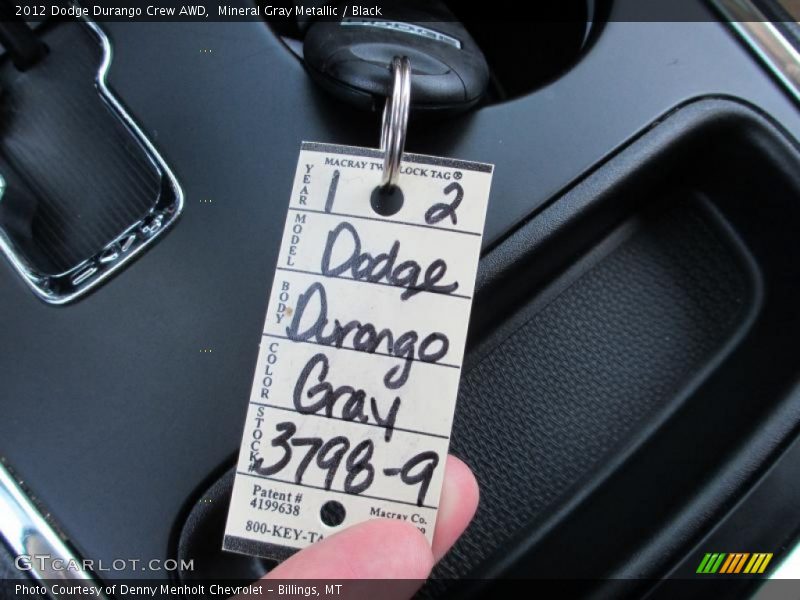 2012 Dodge Durango Crew AWD, Mineral Gray Metallic / Black
MACRAY LOCK TAG®
YEAR 1 2
MODEL Dodge
BODY Durango
COLOR Gray
STOCK # 3798-9
Patent #
4199638
Macray Co.
800-KEY-TA
GTCarLot.com
Photo Courtesy of Denny Menholt Chevrolet - Billings, MT